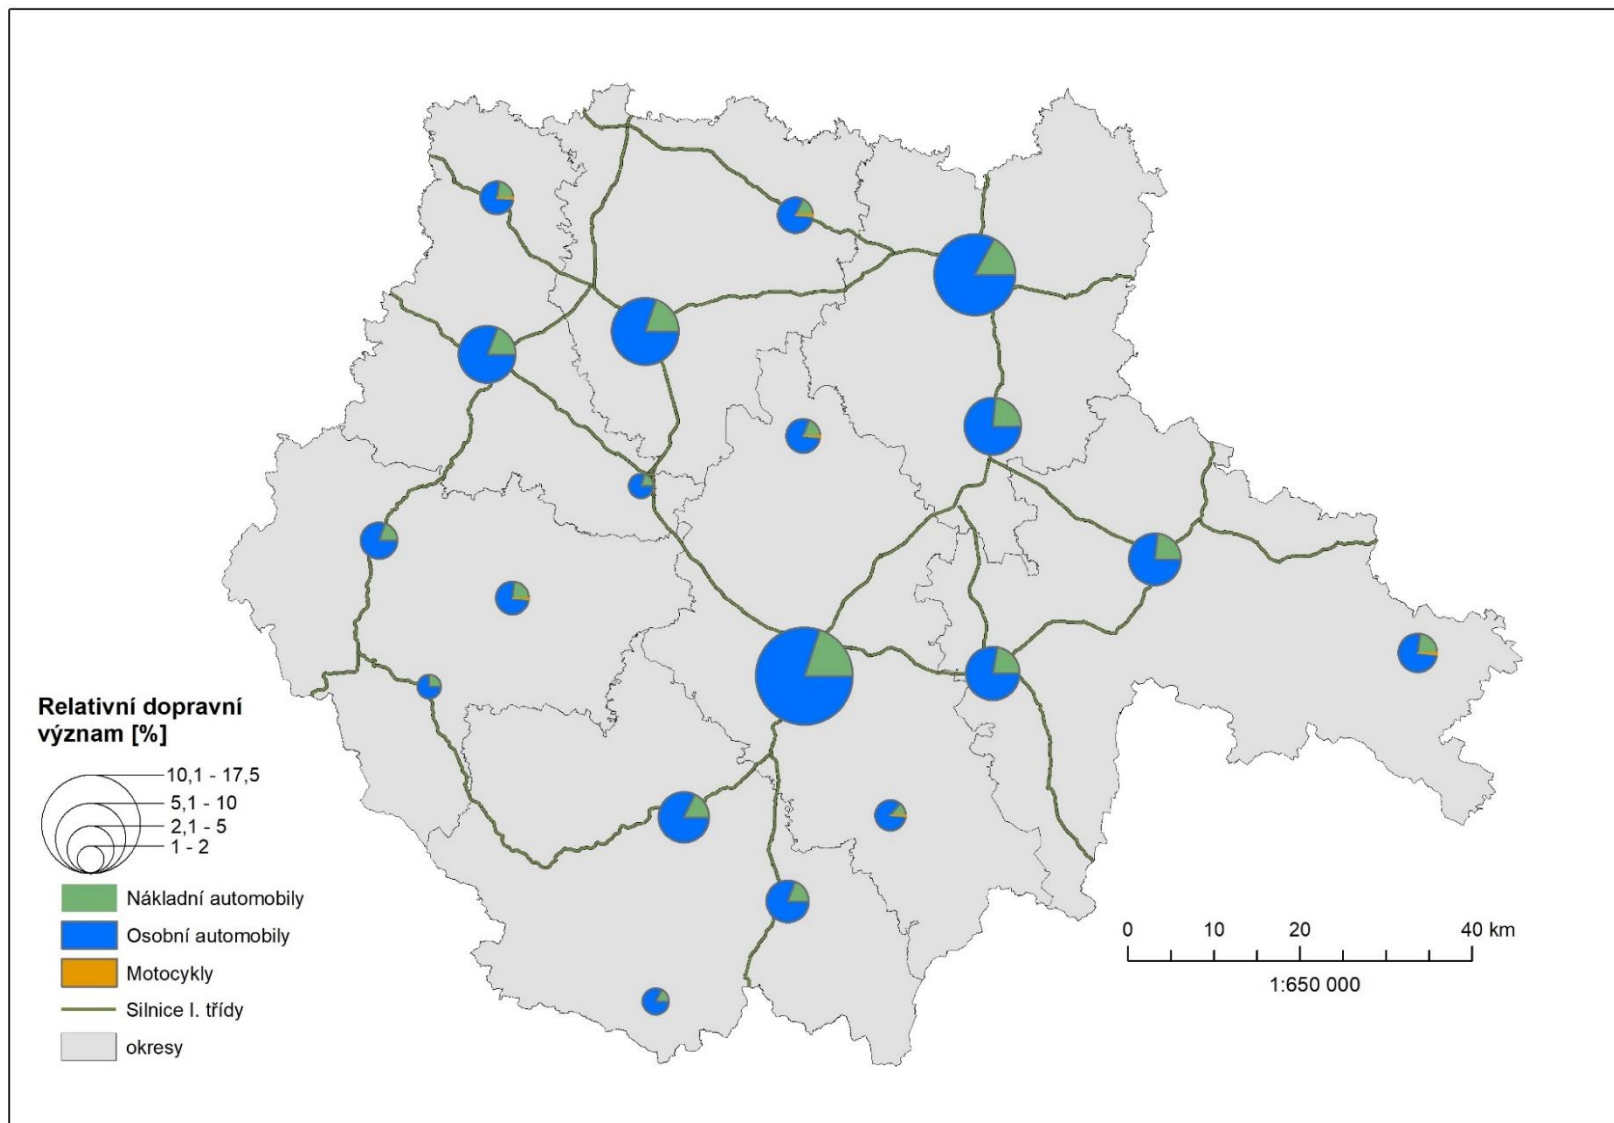 Relativní dopravní
význam [%]
10,1 - 17,5
5,1 - 10
2,1 - 5
1 - 2
Nákladní automobily
Osobní automobily
Motocykly
Silnice I. třídy
okresy
0 10 20 40 km
1:650 000